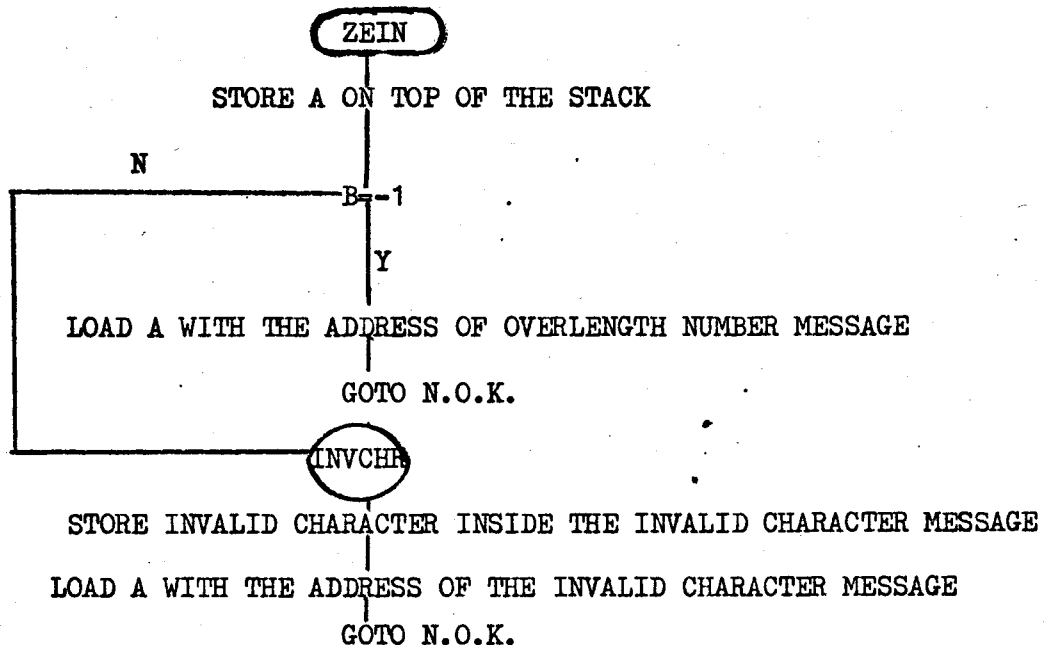 ZEIN
STORE A ON TOP OF THE STACK
N
B=-1
Y
LOAD A WITH THE ADDRESS OF OVERLENGTH NUMBER MESSAGE
GOTO N.O.K.
INVCHR
STORE INVALID CHARACTER INSIDE THE INVALID CHARACTER MESSAGE
LOAD A WITH THE ADDRESS OF THE INVALID CHARACTER MESSAGE
GOTO N.O.K.